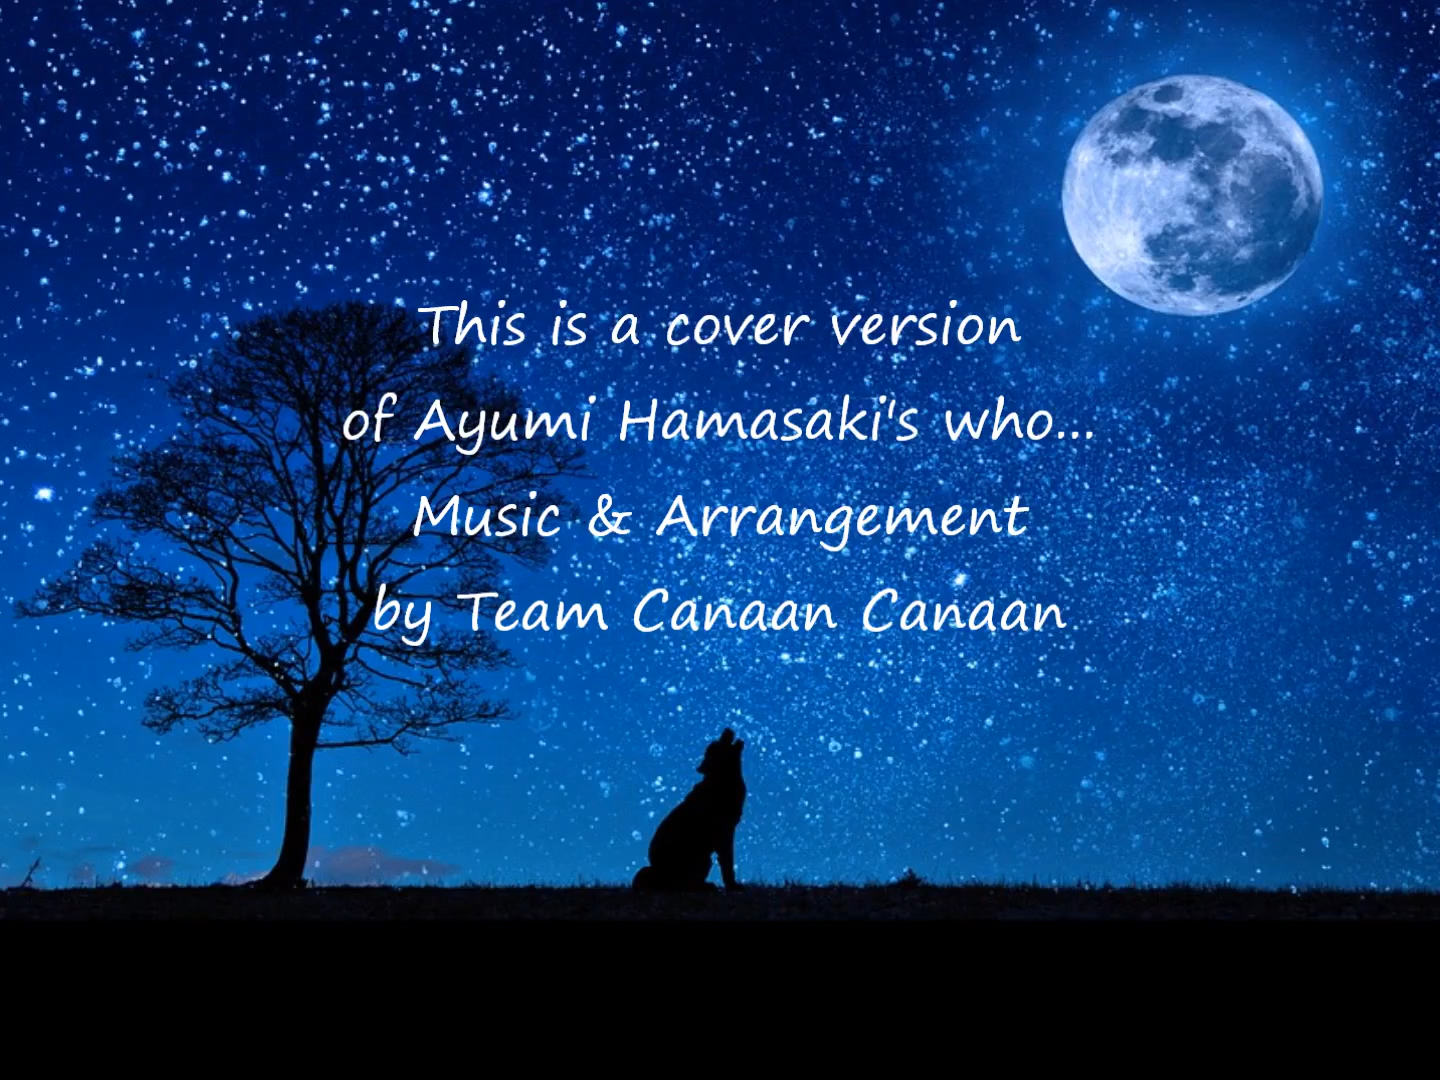 This is a cover version
of Ayumi Hamasaki's who...
Music & Arrangement
by Team Canaan Canaan